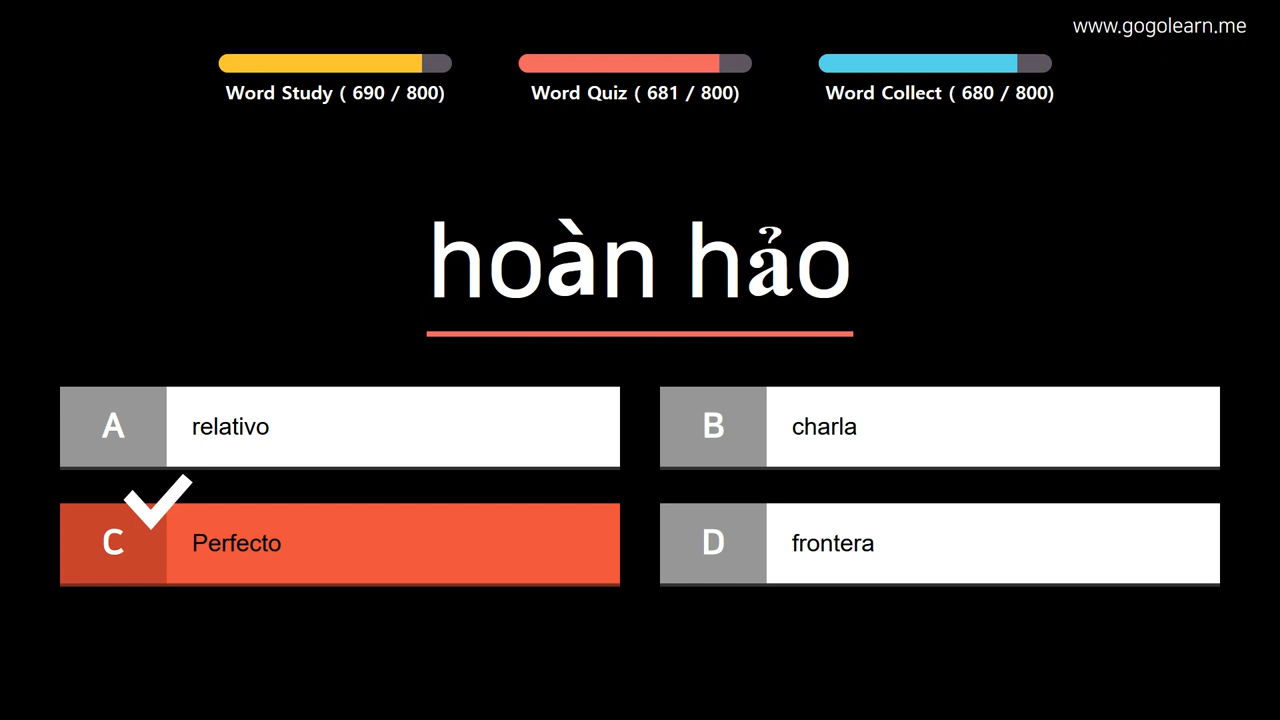 www.gogolearn.me
Word Study ( 690 / 800)
Word Quiz ( 681 / 800)
Word Collect ( 680 / 800)
hoàn hảo
A relativo
B charla
C Perfecto
D frontera